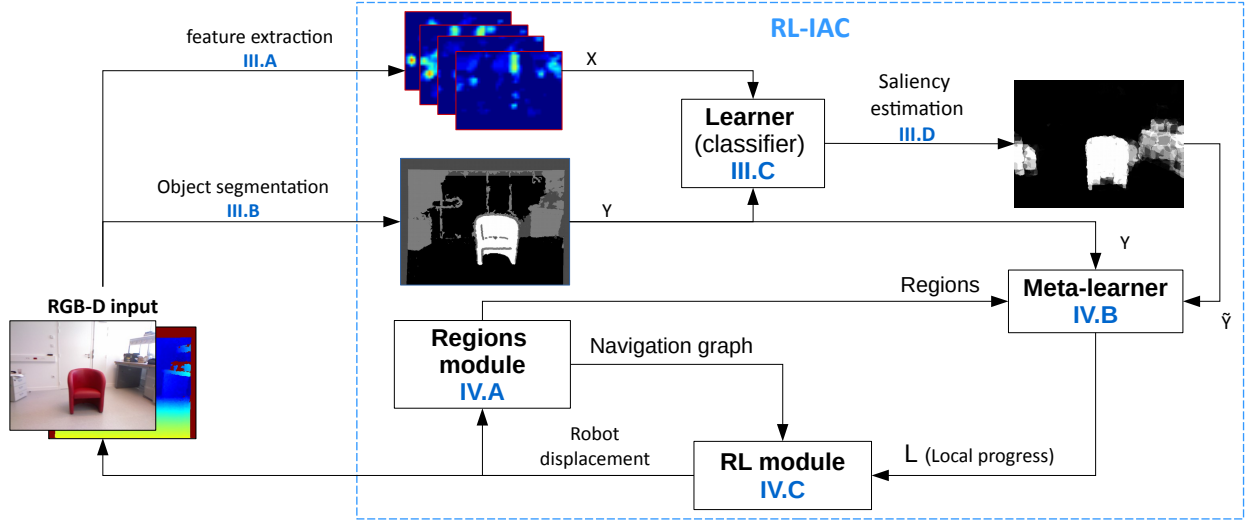 RL-IAC
feature extraction
III.A
X
Saliency
estimation
III.D
Learner
(classifier)
III.C
Object segmentation
III.B
Y
Y
RGB-D input
Regions
Meta-learner
IV.B
Ỹ
Regions
module
IV.A
Navigation graph
Robot
displacement
RL module
IV.C
L (Local progress)